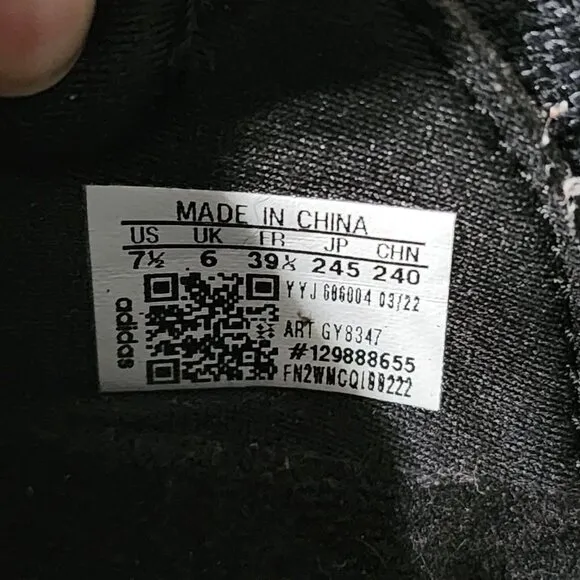 MADE IN CHINA
US UK FR JP CHN
7½ 6 39⅓ 245 240
YYJ 606004 03/22
ART GY8347
#129888655
adidas